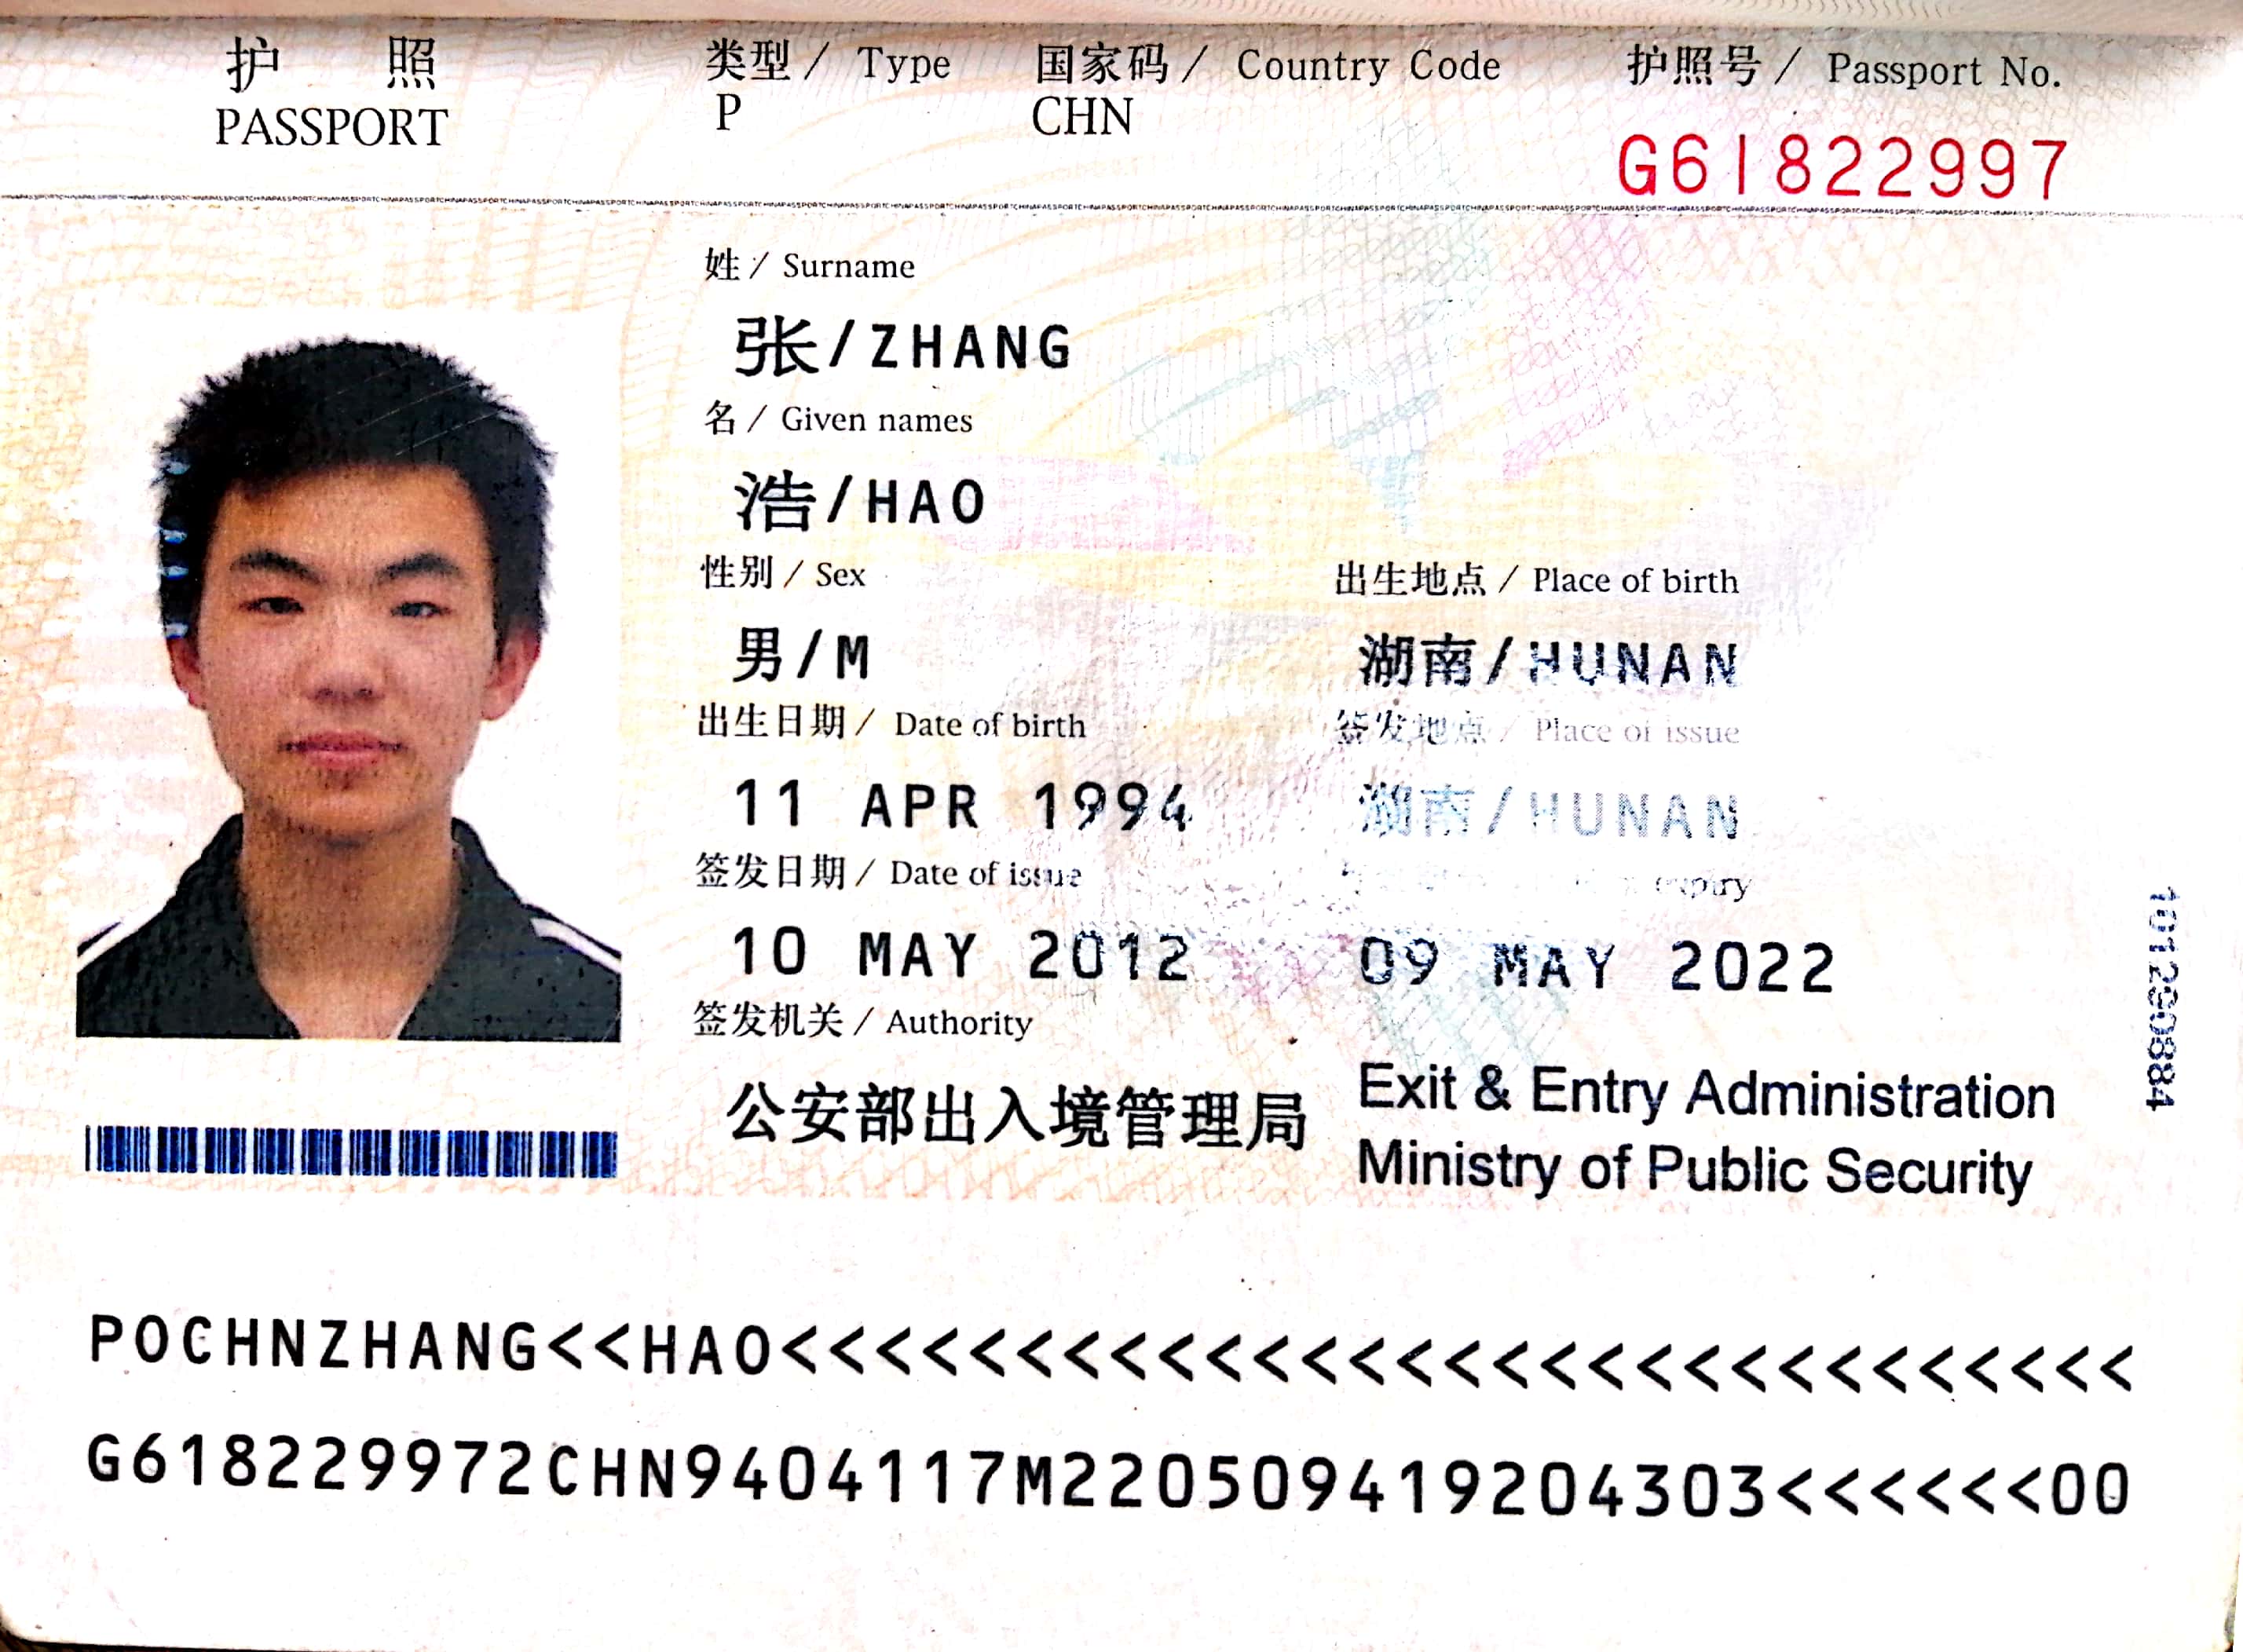 护 照 类型 / Type 国家码 / Country Code 护照号 / Passport No.
PASSPORT P CHN
G61822997
姓 / Surname
张/ZHANG
名 / Given names
浩/HAO
性别 / Sex 出生地点 / Place of birth
男/M 湖南/HUNAN
出生日期 / Date of birth 签发地点 / Place of issue
11 APR 1994 湖南/HUNAN
签发日期 / Date of issue expiry
10 MAY 2012 09 MAY 2022
签发机关 / Authority
公安部出入境管理局 Exit & Entry Administration
Ministry of Public Security
POCHNZHANG<<HAO<<<<<<<<<<<<<<<<<<<<<<<<<<<<<
G618229972CHN9404117M220509419204303<<<<<<00